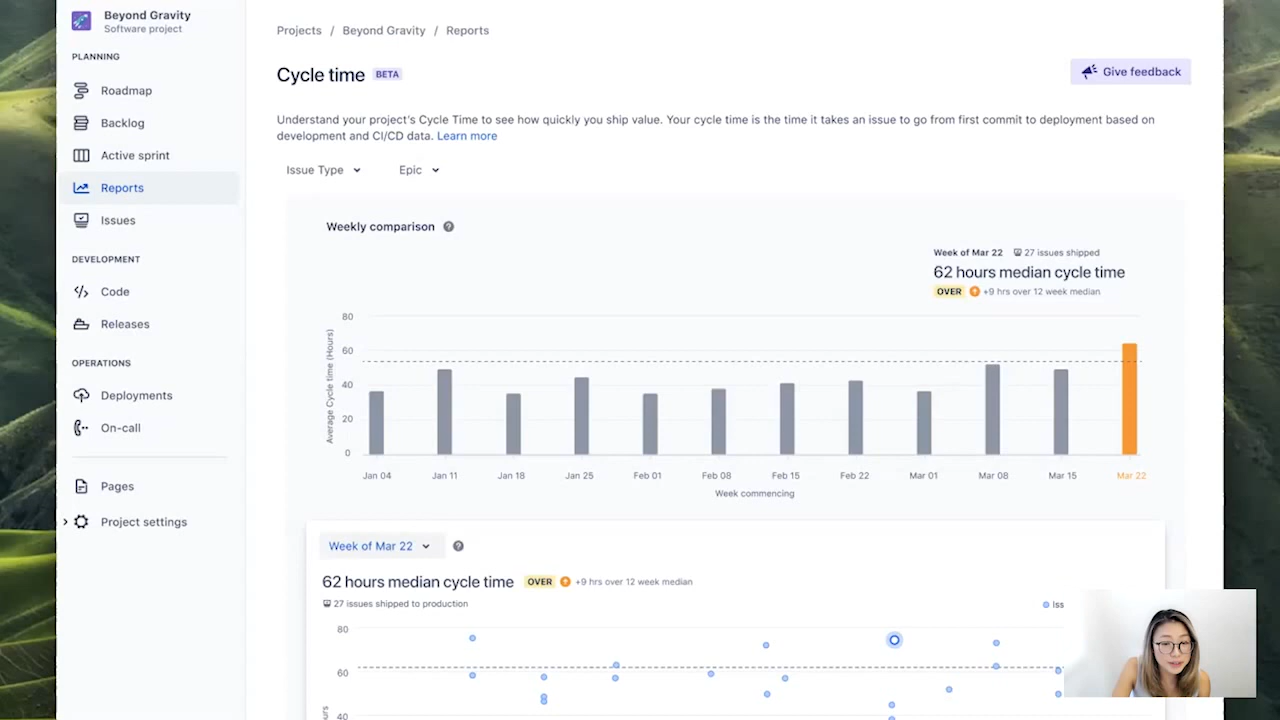 Beyond Gravity
Software project
PLANNING
Roadmap
Backlog
Active sprint
Reports
Issues
DEVELOPMENT
Code
Releases
OPERATIONS
Deployments
On-call
Pages
Project settings
Projects / Beyond Gravity / Reports
Cycle time BETA
Give feedback
Understand your project's Cycle Time to see how quickly you ship value. Your cycle time is the time it takes an issue to go from first commit to deployment based on
development and CI/CD data. Learn more
Issue Type
Epic
Weekly comparison
Week of Mar 22 27 issues shipped
62 hours median cycle time
OVER +9 hrs over 12 week median
Average Cycle time (Hours)
80
60
40
20
0
Jan 04 Jan 11 Jan 18 Jan 25 Feb 01 Feb 08 Feb 15 Feb 22 Mar 01 Mar 08 Mar 15 Mar 22
Week commencing
Week of Mar 22
62 hours median cycle time OVER +9 hrs over 12 week median
27 issues shipped to production
Iss
80
60
40
urs